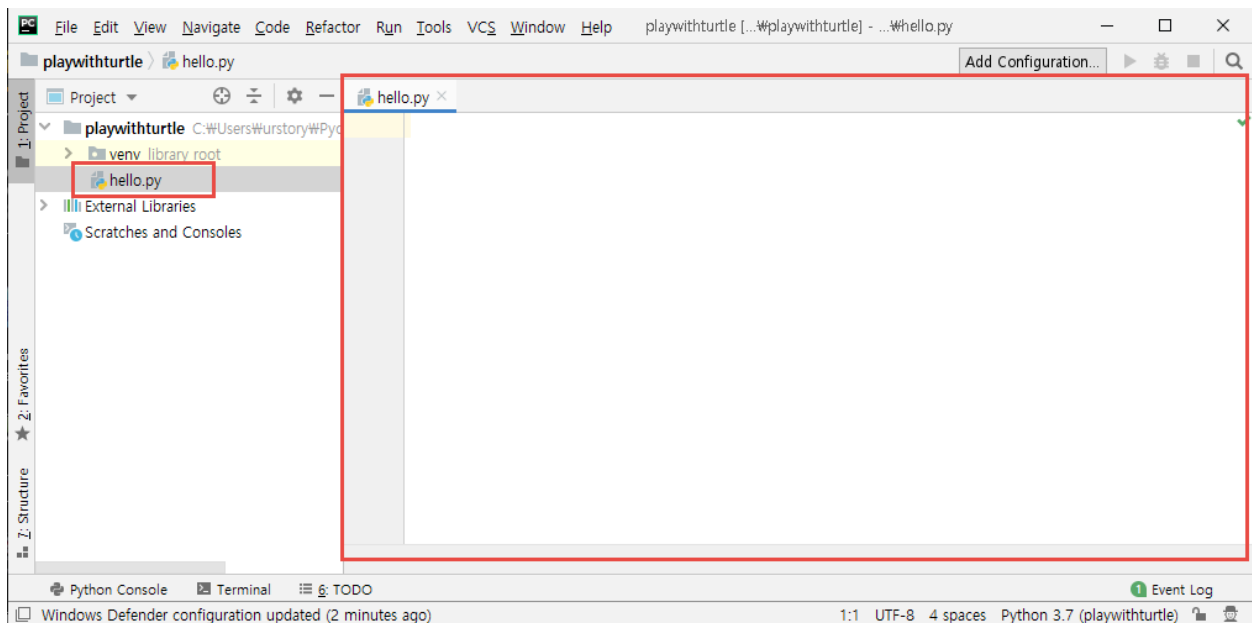 PC File Edit View Navigate Code Refactor Run Tools VCS Window Help playwithturtle [...₩playwithturtle] - ...₩hello.py
playwithturtle hello.py Add Configuration...
1: Project
Project
hello.py
playwithturtle C:₩Users₩urstory₩Pyc
venv library root
hello.py
External Libraries
Scratches and Consoles
2: Favorites
7: Structure
Python Console Terminal 6: TODO 1 Event Log
Windows Defender configuration updated (2 minutes ago) 1:1 UTF-8 4 spaces Python 3.7 (playwithturtle)